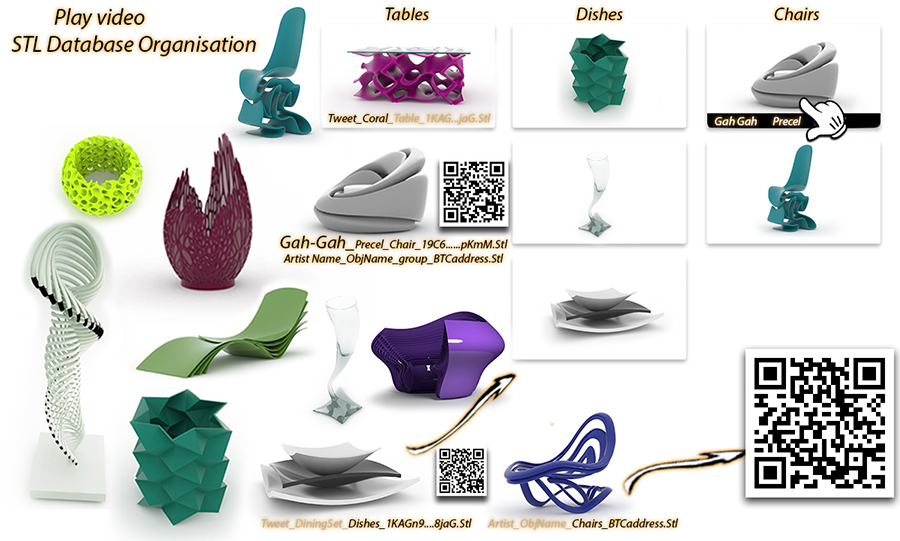 Play video
STL Database Organisation
Tables
Dishes
Chairs
Tweet_Coral_Table_1KAG...jaG.Stl
Gah Gah Precel
Gah-Gah_Precel_Chair_19C6......pKmM.Stl
Artist Name_ObjName_group_BTCaddress.Stl
Tweet_DiningSet_Dishes_1KAGn9....8jaG.Stl
Artist_ObjName_Chairs_BTCaddress.Stl